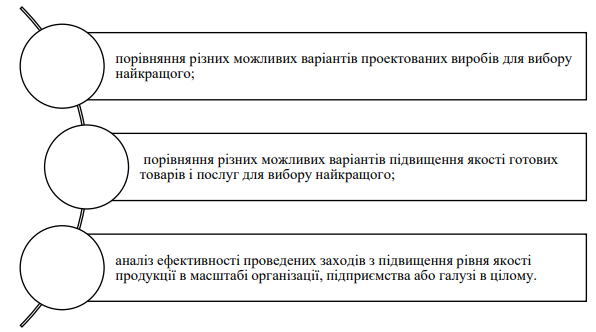 порівняння різних можливих варіантів проектованих виробів для вибору
найкращого;
порівняння різних можливих варіантів підвищення якості готових
товарів і послуг для вибору найкращого;
аналіз ефективності проведених заходів з підвищення рівня якості
продукції в масштабі організації, підприємства або галузі в цілому.